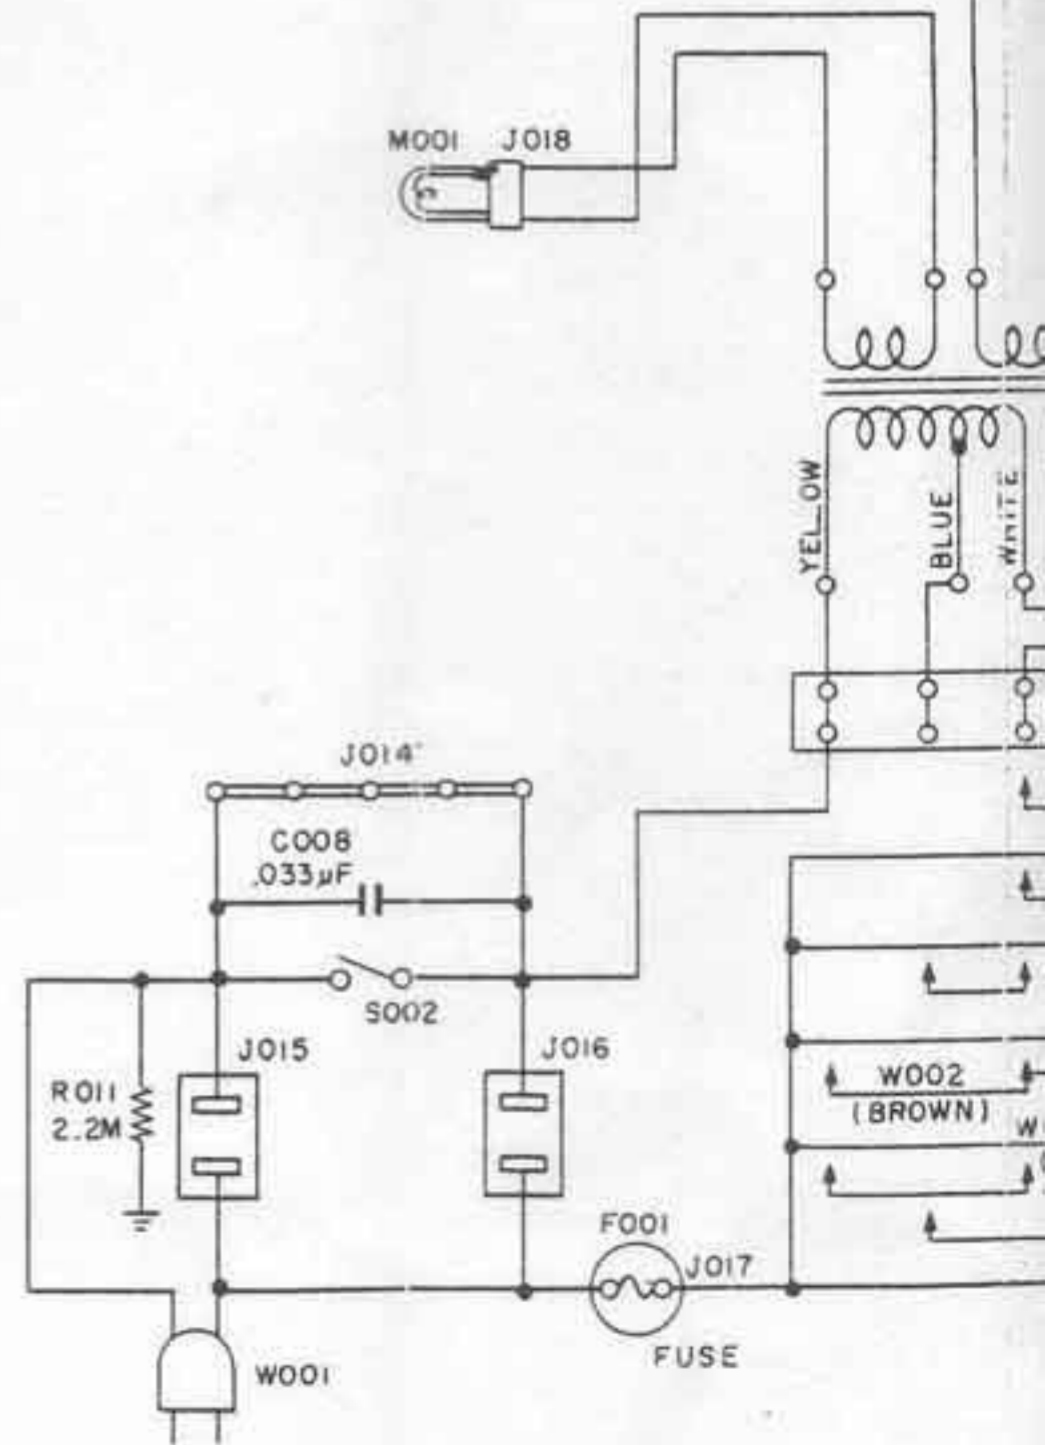 M001 J018
YELLOW
BLUE
WHITE
J014
C008
.033µF
S002
J015
J016
R011
2.2M
W002
(BROWN)
F001
J017
FUSE
W001